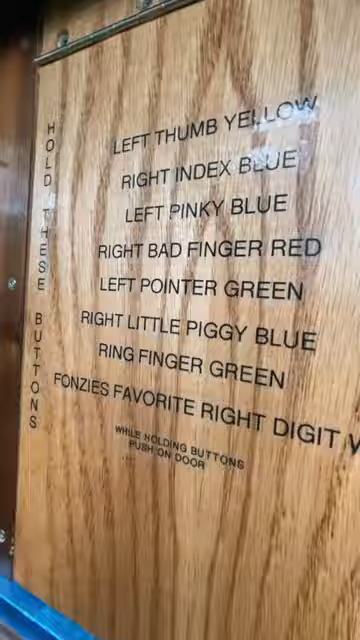 HOLD THESE BUTTONS
LEFT THUMB YELLOW
RIGHT INDEX BLUE
LEFT PINKY BLUE
RIGHT BAD FINGER RED
LEFT POINTER GREEN
RIGHT LITTLE PIGGY BLUE
RING FINGER GREEN
FONZIES FAVORITE RIGHT DIGIT
WHILE HOLDING BUTTONS
PUSH ON DOOR